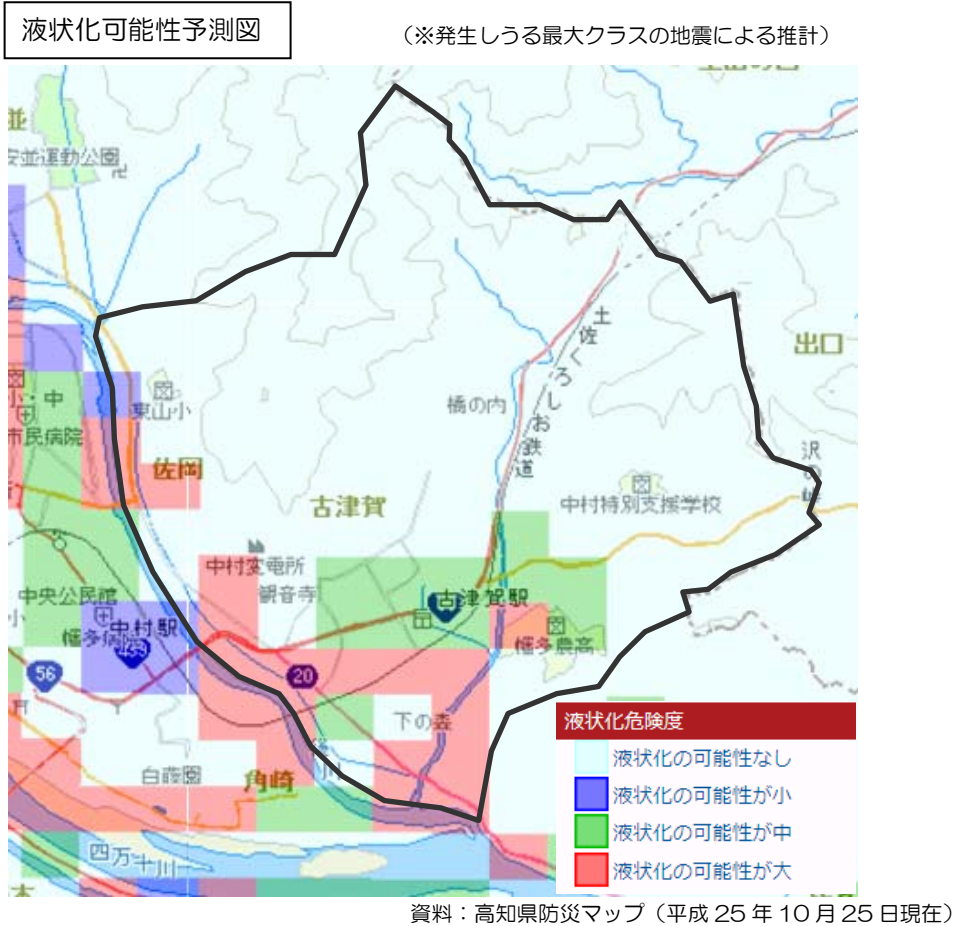 液状化可能性予測図
（※発生しうる最大クラスの地震による推計）
並
安並運動公園
出口
土佐くろしお鉄道
東山小
橋の内
小・中
市民病院
沢の峠
佐岡
古津賀
中村特別支援学校
中村変電所
観音寺
中央公民館
古津賀駅
小
中村駅
幡多病院
幡多農高
56
20
下の森
白藤園
角崎
四万十川
液状化危険度
液状化の可能性なし
液状化の可能性が小
液状化の可能性が中
液状化の可能性が大
資料：高知県防災マップ（平成 25 年 10 月 25 日現在）